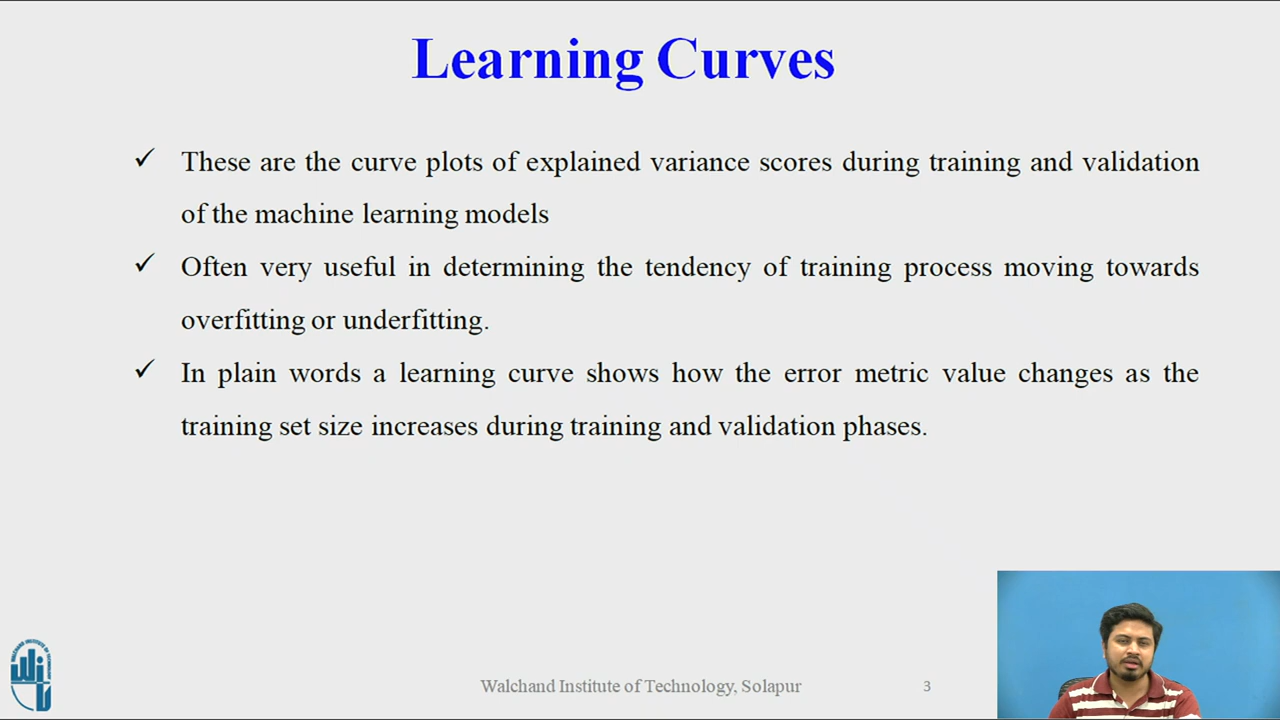 Learning Curves
✓ These are the curve plots of explained variance scores during training and validation
of the machine learning models
✓ Often very useful in determining the tendency of training process moving towards
overfitting or underfitting.
✓ In plain words a learning curve shows how the error metric value changes as the
training set size increases during training and validation phases.
Walchand Institute of Technology, Solapur
3